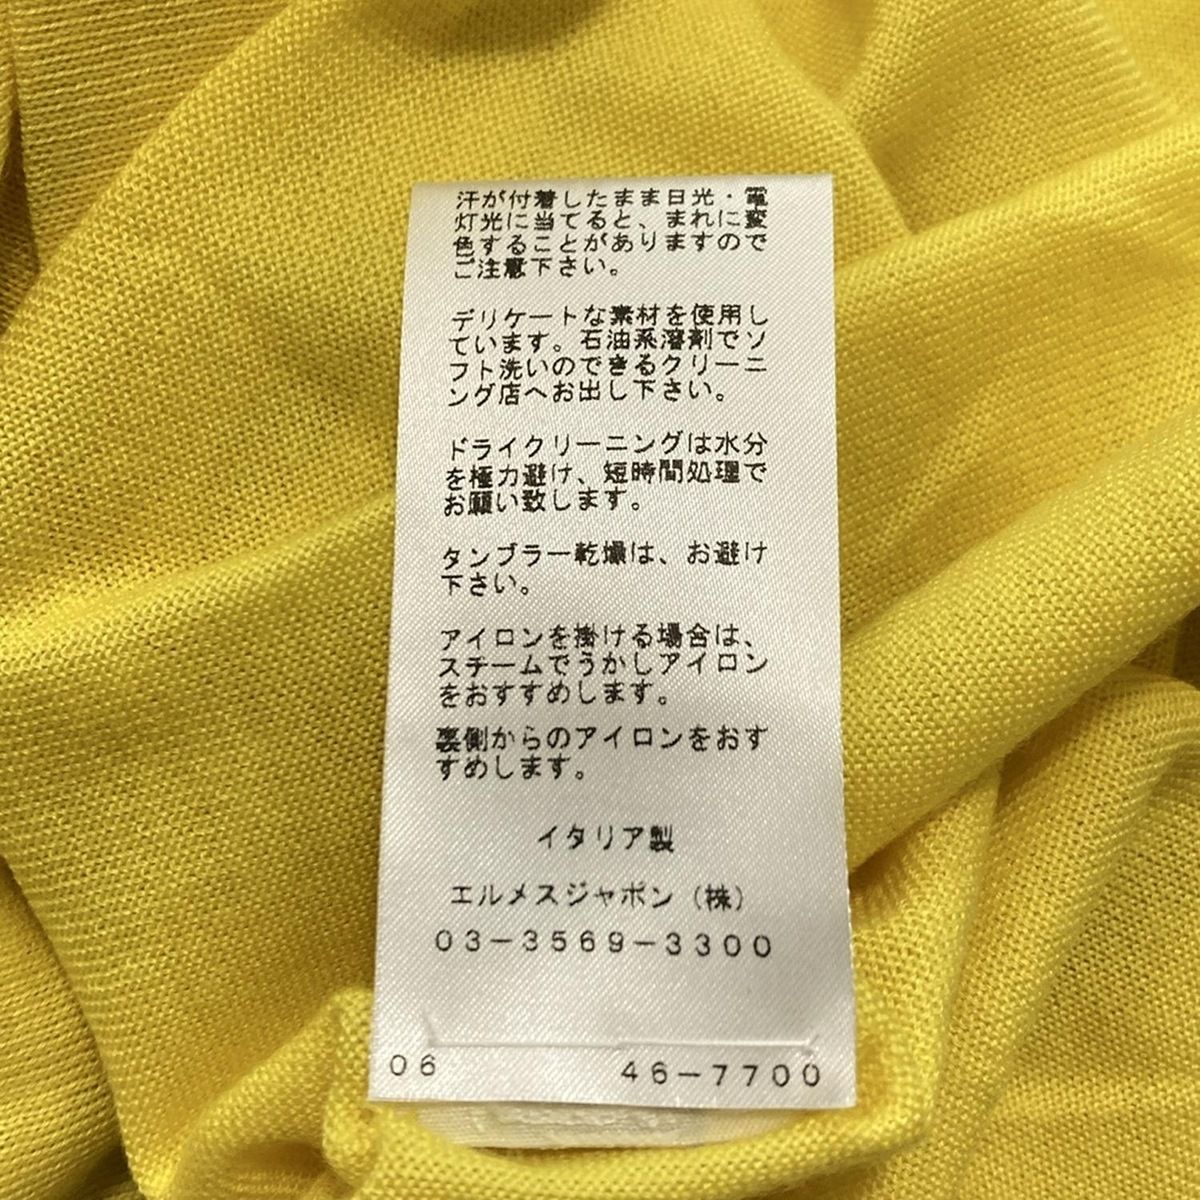 汗が付着したまま日光・電
灯光に当てると、まれに変
色することがありますので
ご注意下さい。
デリケートな素材を使用し
ています。石油系溶剤でソ
フト洗いのできるクリーニ
ング店へお出し下さい。
ドライクリーニングは水分
を極力避け、短時間処理で
お願い致します。
タンブラー乾燥は、お避け
下さい。
アイロンを掛ける場合は、
スチームでうかしアイロン
をおすすめします。
裏側からのアイロンをおす
すめします。
イタリア製
エルメスジャポン（株）
03-3569-3300
06 46-7700